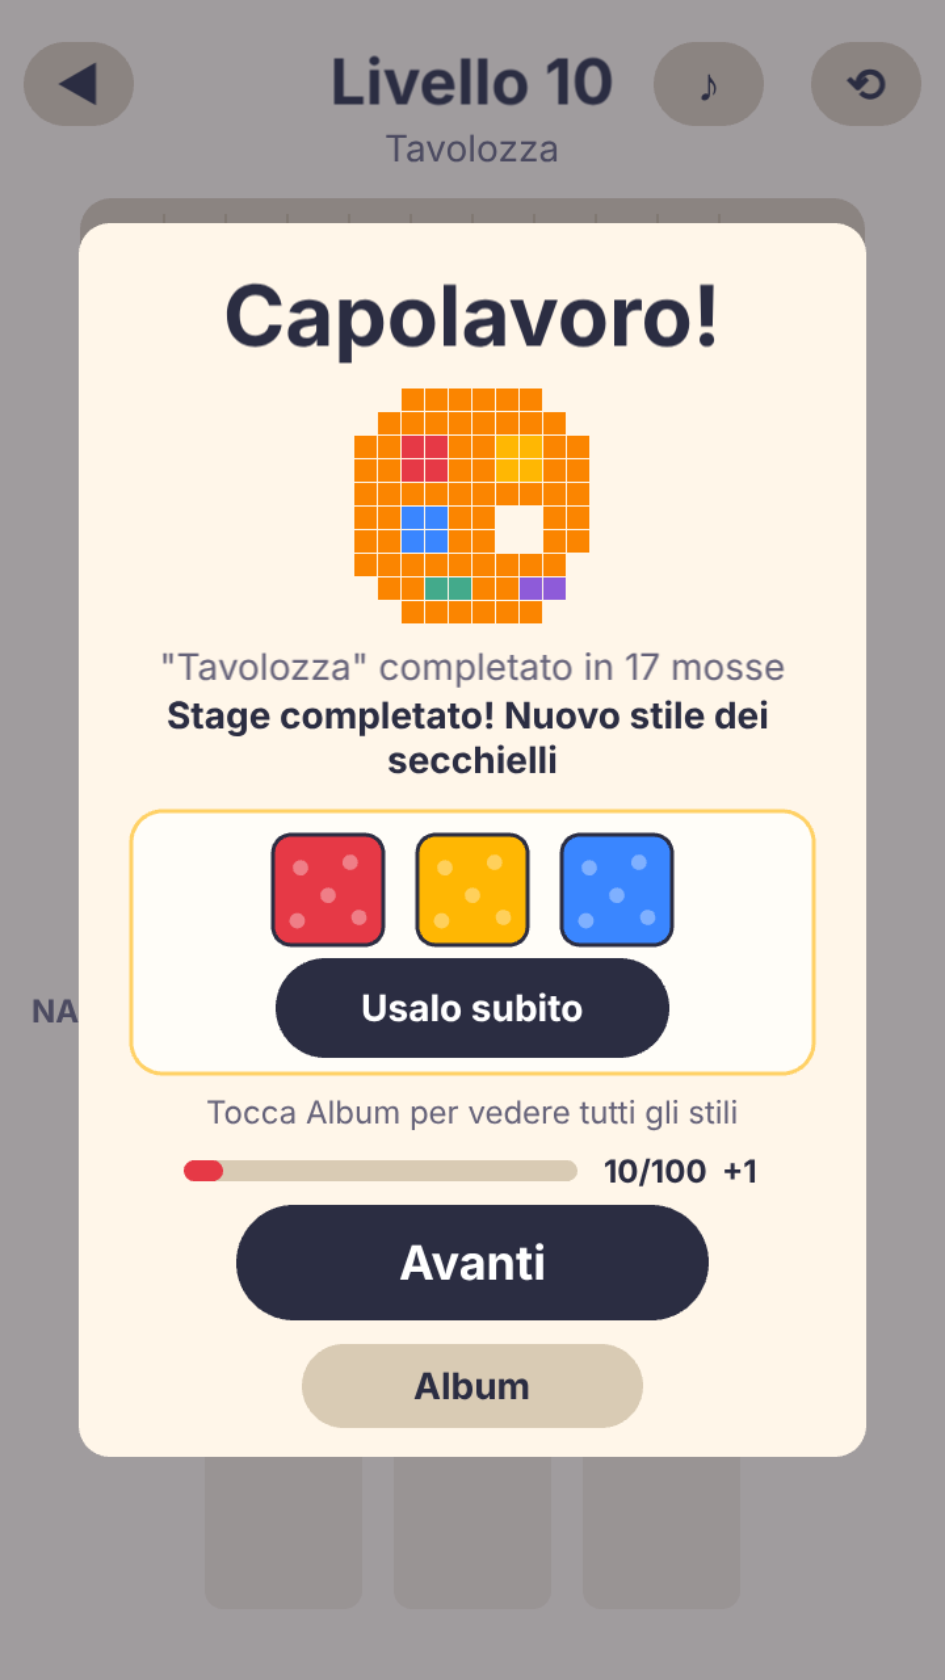 Livello 10
Tavolozza
Capolavoro!
"Tavolozza" completato in 17 mosse
Stage completato! Nuovo stile dei
secchielli
Usalo subito
NA
Tocca Album per vedere tutti gli stili
10/100 +1
Avanti
Album